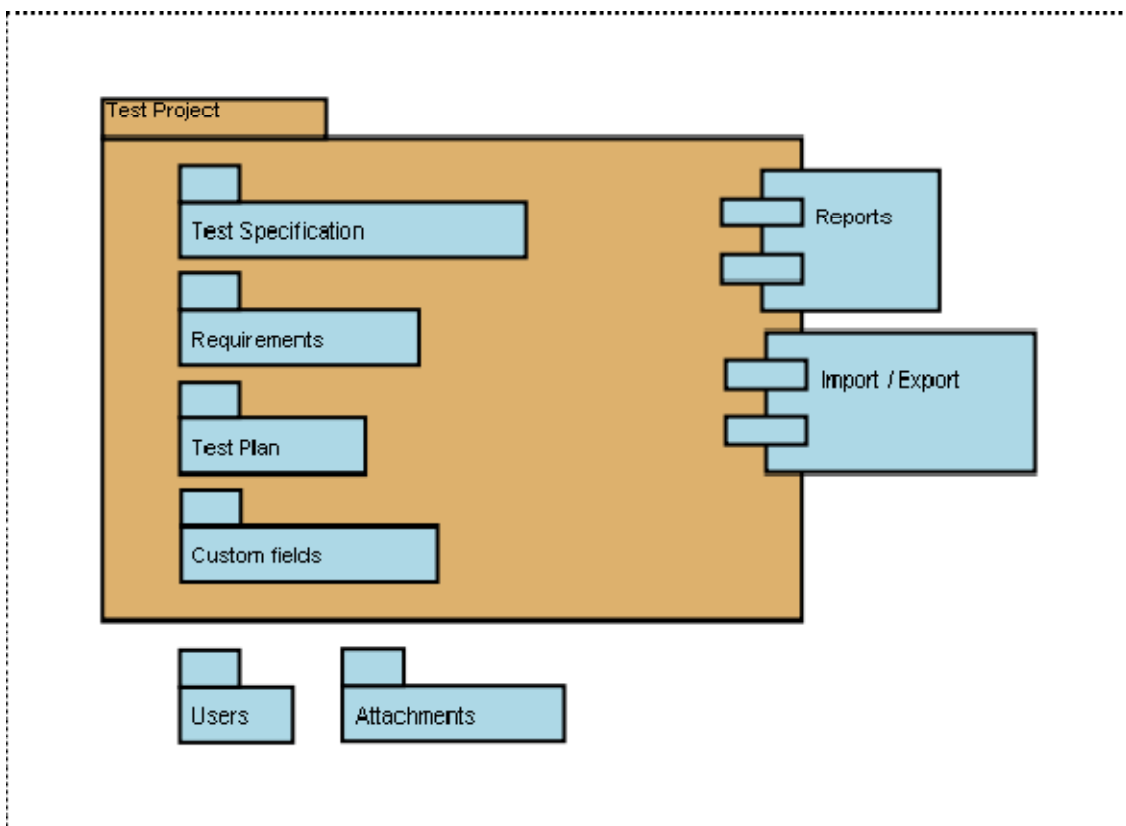 Test Project
Test Specification
Reports
Requirements
Import / Export
Test Plan
Custom fields
Users
Attachments